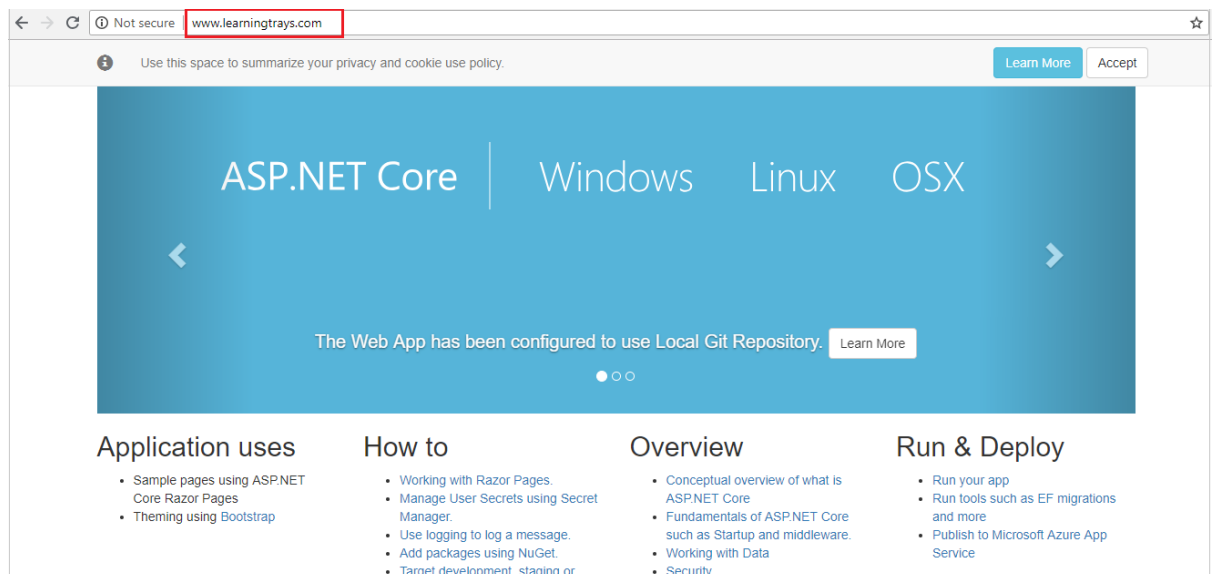 Not secure www.learningtrays.com
Use this space to summarize your privacy and cookie use policy. Learn More Accept
ASP.NET Core Windows Linux OSX
The Web App has been configured to use Local Git Repository. Learn More
Application uses
Sample pages using ASP.NET
Core Razor Pages
Theming using Bootstrap
How to
Working with Razor Pages.
Manage User Secrets using Secret
Manager.
Use logging to log a message.
Add packages using NuGet.
Target development, staging or
Overview
Conceptual overview of what is
ASP.NET Core
Fundamentals of ASP.NET Core
such as Startup and middleware.
Working with Data
Security
Run & Deploy
Run your app
Run tools such as EF migrations
and more
Publish to Microsoft Azure App
Service